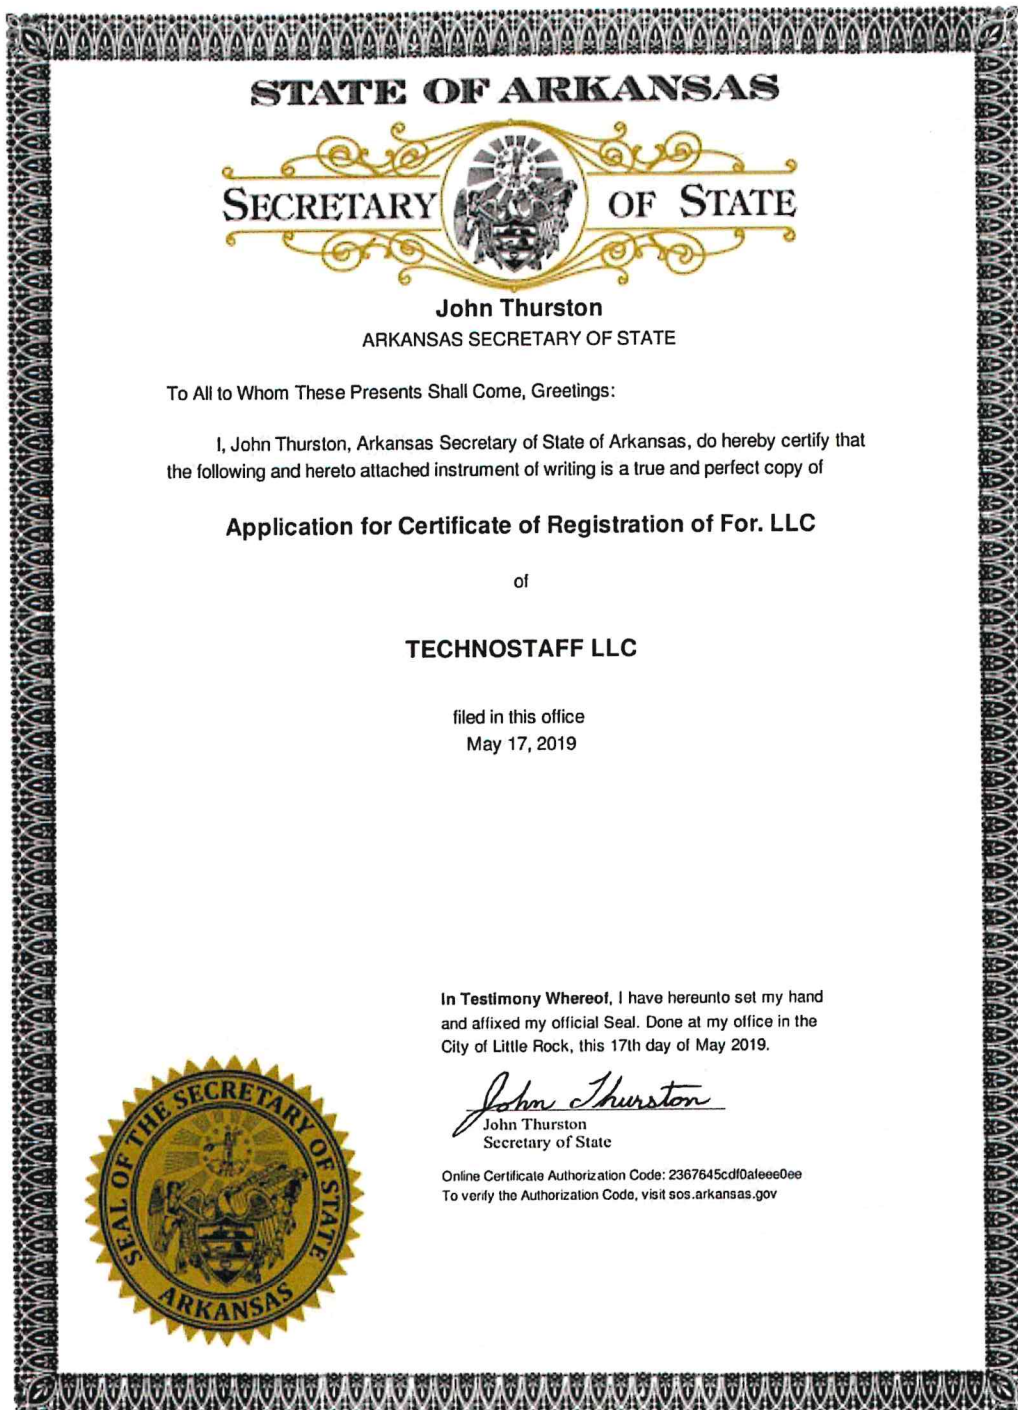 STATE OF ARKANSAS
SECRETARY OF STATE
John Thurston
ARKANSAS SECRETARY OF STATE
To All to Whom These Presents Shall Come, Greetings:
I, John Thurston, Arkansas Secretary of State of Arkansas, do hereby certify that
the following and hereto attached instrument of writing is a true and perfect copy of
Application for Certificate of Registration of For. LLC
of
TECHNOSTAFF LLC
filed in this office
May 17, 2019
In Testimony Whereof, I have hereunto set my hand
and affixed my official Seal. Done at my office in the
City of Little Rock, this 17th day of May 2019.
John Thurston
John Thurston
Secretary of State
Online Certificate Authorization Code: 2367645cdf0afeee0ee
To verify the Authorization Code, visit sos.arkansas.gov
SEAL OF THE SECRETARY OF STATE
ARKANSAS